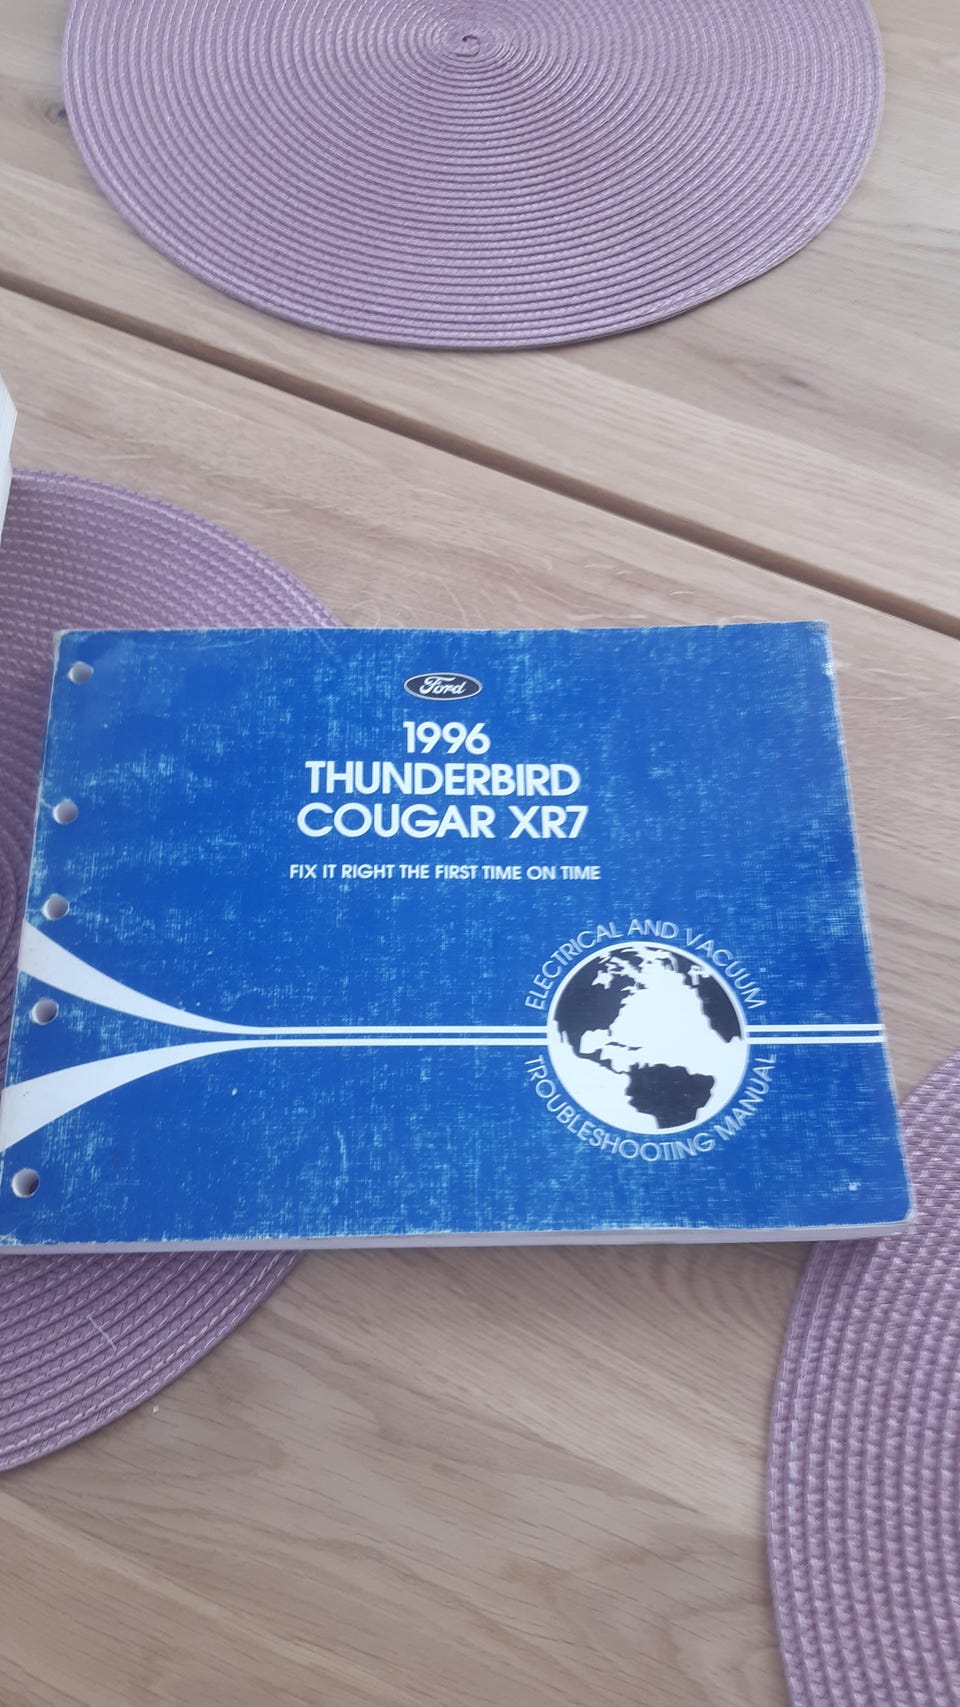 Ford
1996
THUNDERBIRD
COUGAR XR7
FIX IT RIGHT THE FIRST TIME ON TIME
ELECTRICAL AND VACUUM
TROUBLESHOOTING MANUAL